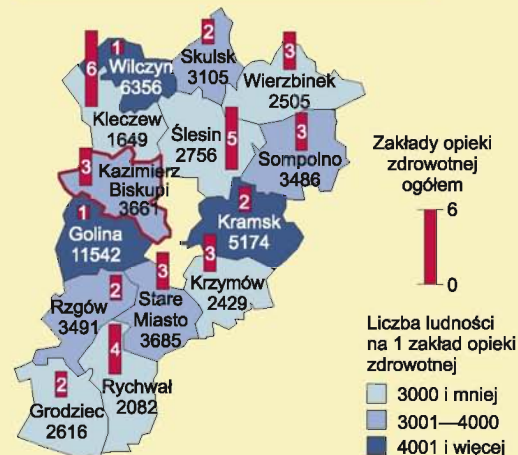 6
1
Wilczyn
6356
2
Skulsk
3105
3
Wierzbinek
2505
Kleczew
1649
Ślesin
2756
5
3
Sompolno
3486
3
Kazimierz
Biskupi
3661
1
Golina
11542
2
Kramsk
5174
3
Krzymów
2429
2
Rzgów
3491
3
Stare
Miasto
3685
4
Rychwał
2082
2
Grodziec
2616
Zakłady opieki
zdrowotnej
ogółem
6
0
Liczba ludności
na 1 zakład opieki
zdrowotnej
3000 i mniej
3001—4000
4001 i więcej